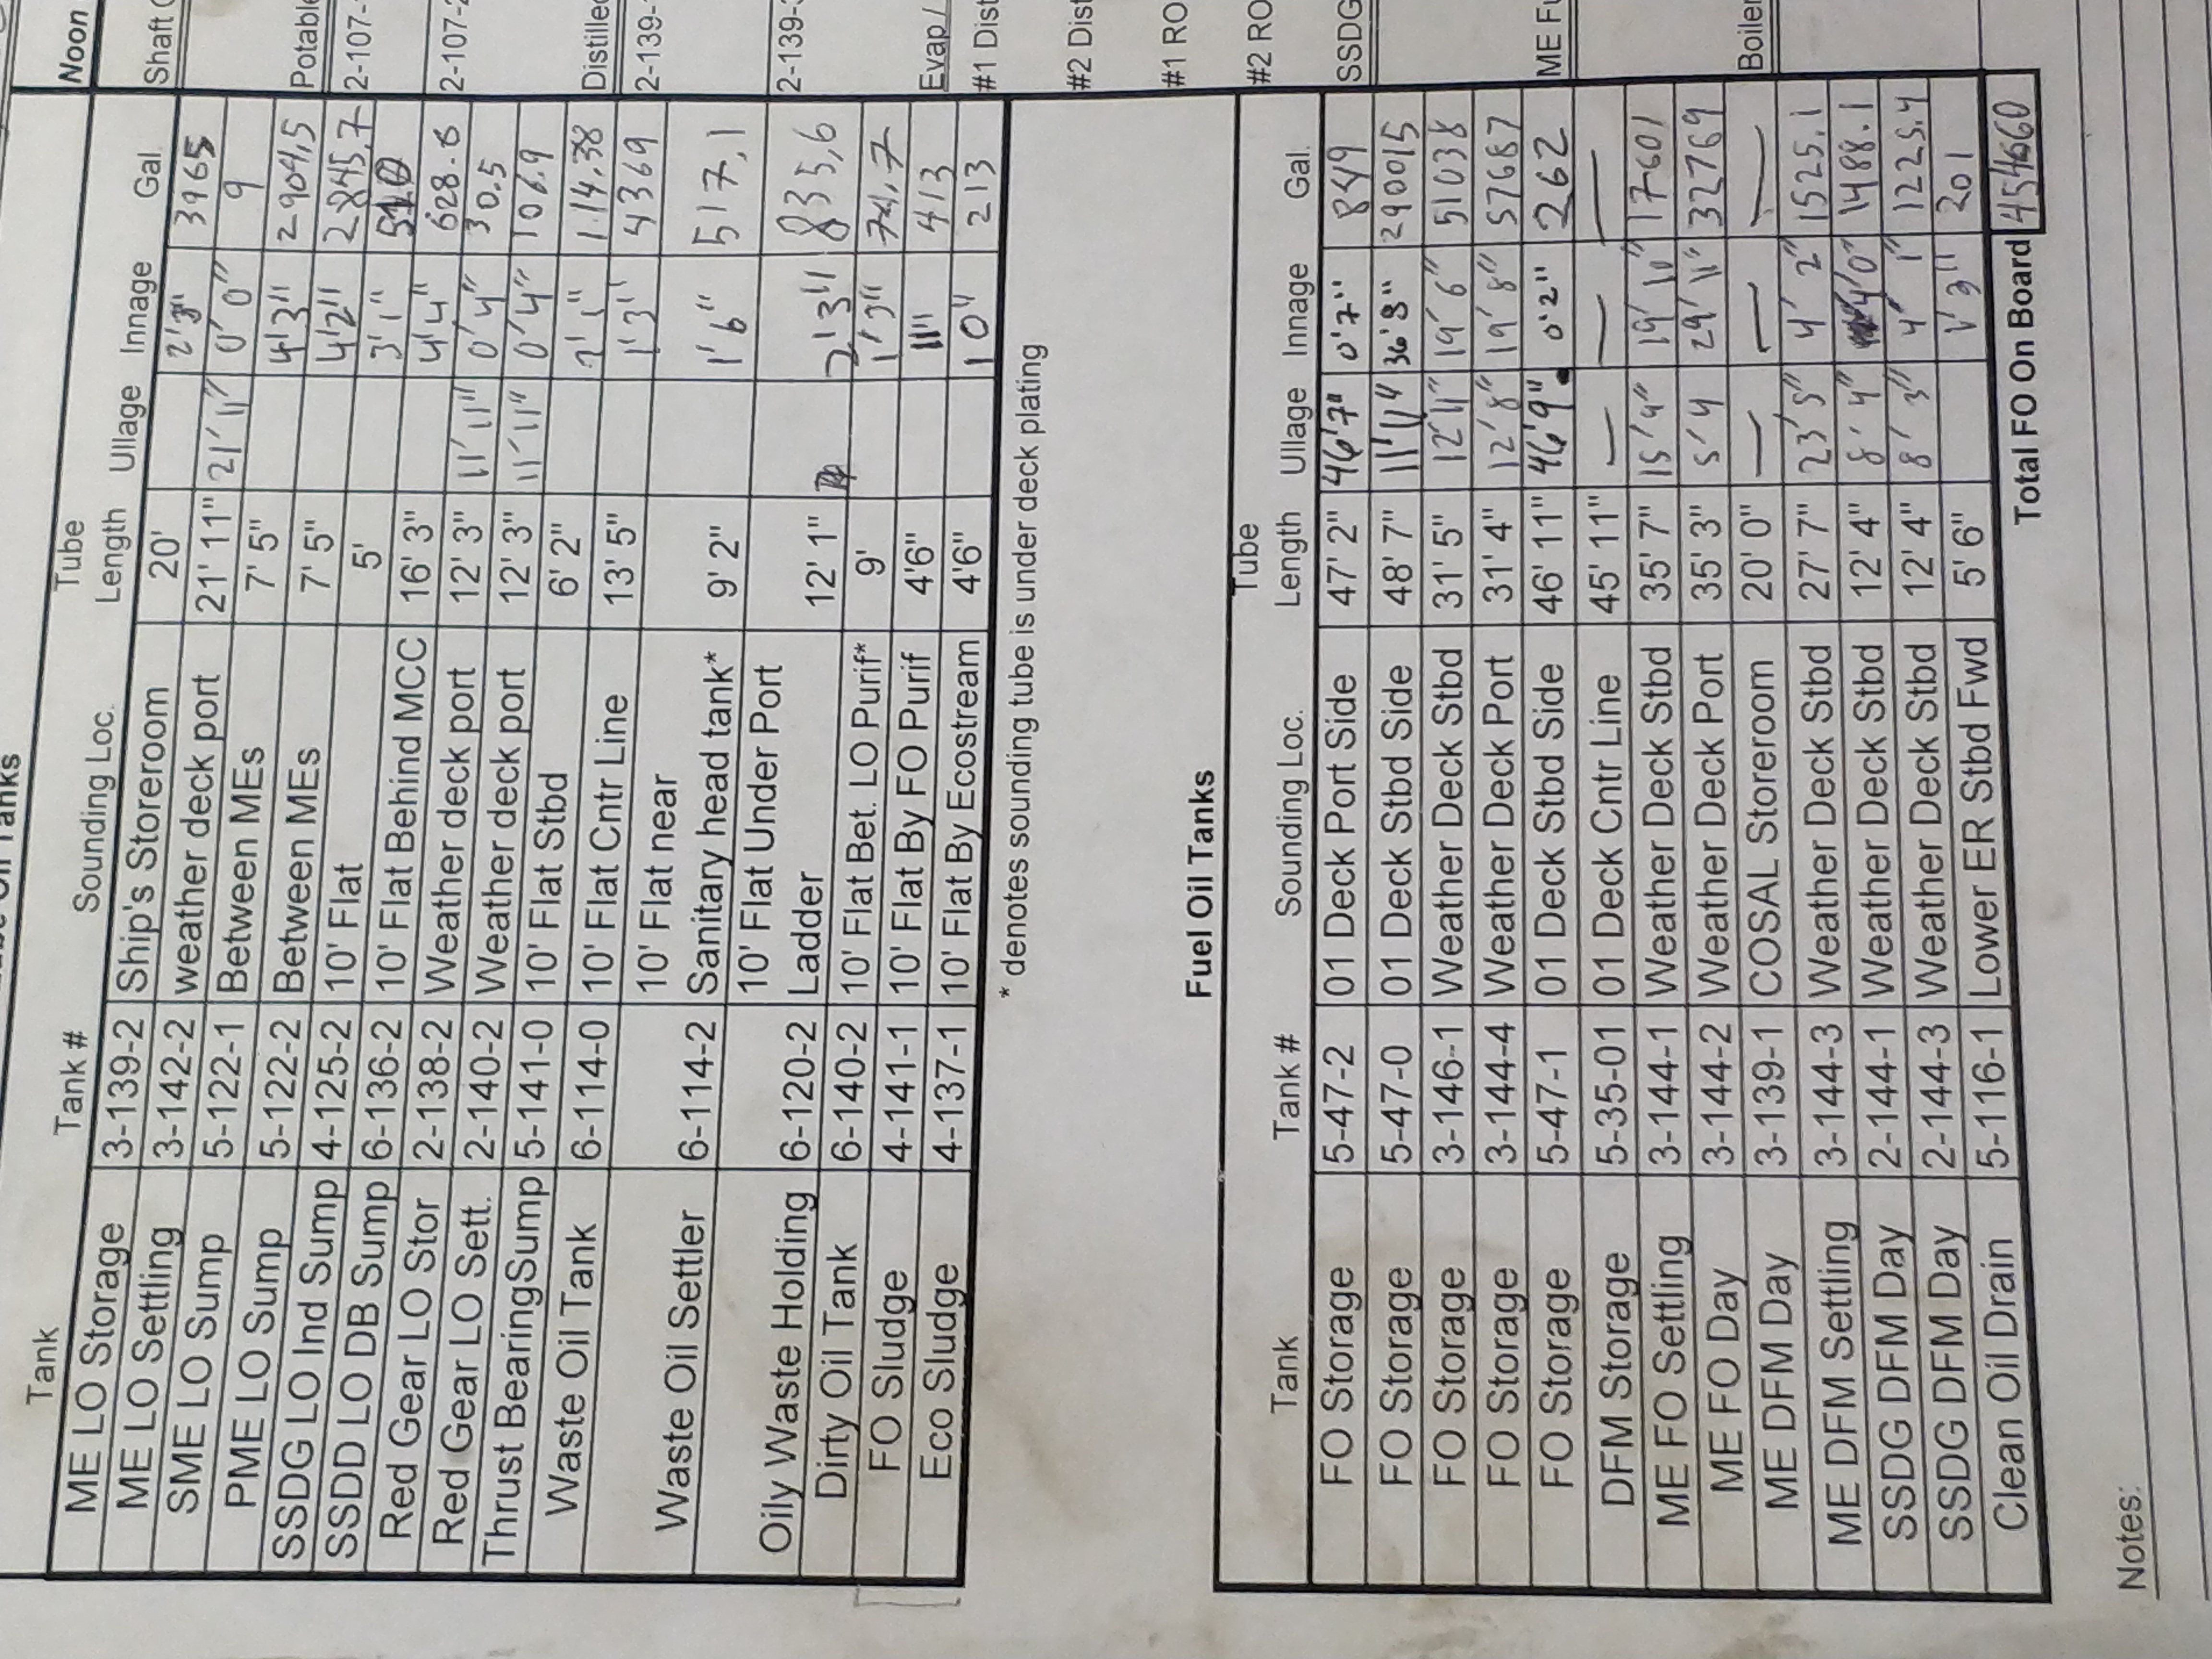 Oil Tanks
Tank Tank # Sounding Loc. Tube Length Ullage Innage Gal.
ME LO Storage 3-139-2 Ship's Storeroom 20' 3965
ME LO Settling 3-142-2 weather deck port 21' 11" 21' 11" 0' 0" 9
SME LO Sump 5-122-1 Between MEs 7' 5" 4'3" 2904,5
PME LO Sump 5-122-2 Between MEs 7' 5" 4'2" 2845,7
SSDG LO Ind Sump 4-125-2 10' Flat 5' 3'1"
SSDD LO DB Sump 6-136-2 10' Flat Behind MCC 16' 3" 4'4" 628.6
Red Gear LO Stor 2-138-2 Weather deck port 12' 3" 11' 11" 0'4" 30.5
Red Gear LO Sett. 2-140-2 Weather deck port 12' 3" 11' 11" 0'4" 106.9
Thrust BearingSump 5-141-0 10' Flat Stbd 6' 2" 2'1" 114.38
Waste Oil Tank 6-114-0 10' Flat Cntr Line 13' 5" 1'3" 4369
Waste Oil Settler 6-114-2 10' Flat near Sanitary head tank* 9' 2" 1'6" 517,1
Oily Waste Holding 6-120-2 10' Flat Under Port Ladder 12' 1" 2'3" 835,6
Dirty Oil Tank 6-140-2 10' Flat Bet. LO Purif* 9' 1'3" 74.7
FO Sludge 4-141-1 10' Flat By FO Purif 4'6" 11" 413
Eco Sludge 4-137-1 10' Flat By Ecostream 4'6" 10" 213
* denotes sounding tube is under deck plating
Fuel Oil Tanks
Tank Tank # Sounding Loc. Tube Length Ullage Innage Gal.
FO Storage 5-47-2 01 Deck Port Side 47' 2" 46'7" 0'7" 849
FO Storage 5-47-0 01 Deck Stbd Side 48' 7" 11'11" 36'8" 290015
FO Storage 3-146-1 Weather Deck Stbd 31' 5" 12'11" 19' 6" 51038
FO Storage 3-144-4 Weather Deck Port 31' 4" 12'8" 19' 8" 57687
FO Storage 5-47-1 01 Deck Stbd Side 46' 11" 46'9" 0'2" 262
DFM Storage 5-35-01 01 Deck Cntr Line 45' 11" — — —
ME FO Settling 3-144-1 Weather Deck Stbd 35' 7" 15'9" 19' 10" 17601
ME FO Day 3-144-2 Weather Deck Port 35' 3" 5'4 29' 11" 32769
ME DFM Day 3-139-1 COSAL Storeroom 20' 0" — — —
ME DFM Settling 3-144-3 Weather Deck Stbd 27' 7" 23'5" 4' 2" 1525.1
SSDG DFM Day 2-144-1 Weather Deck Stbd 12' 4" 8' 4" 4'0" 1488.1
SSDG DFM Day 2-144-3 Weather Deck Stbd 12' 4" 8' 3" 4' 1" 1225.4
Clean Oil Drain 5-116-1 Lower ER Stbd Fwd 5' 6" 1'3" 201
Total FO On Board 454660
Notes:
Noon
Shaft
Potable
2-107-
2-107-2
Distilled
2-139-
2-139-3
Evap /
#1 Dist
#2 Dist
#1 RO
#2 RO
SSDG
ME Fu
Boiler